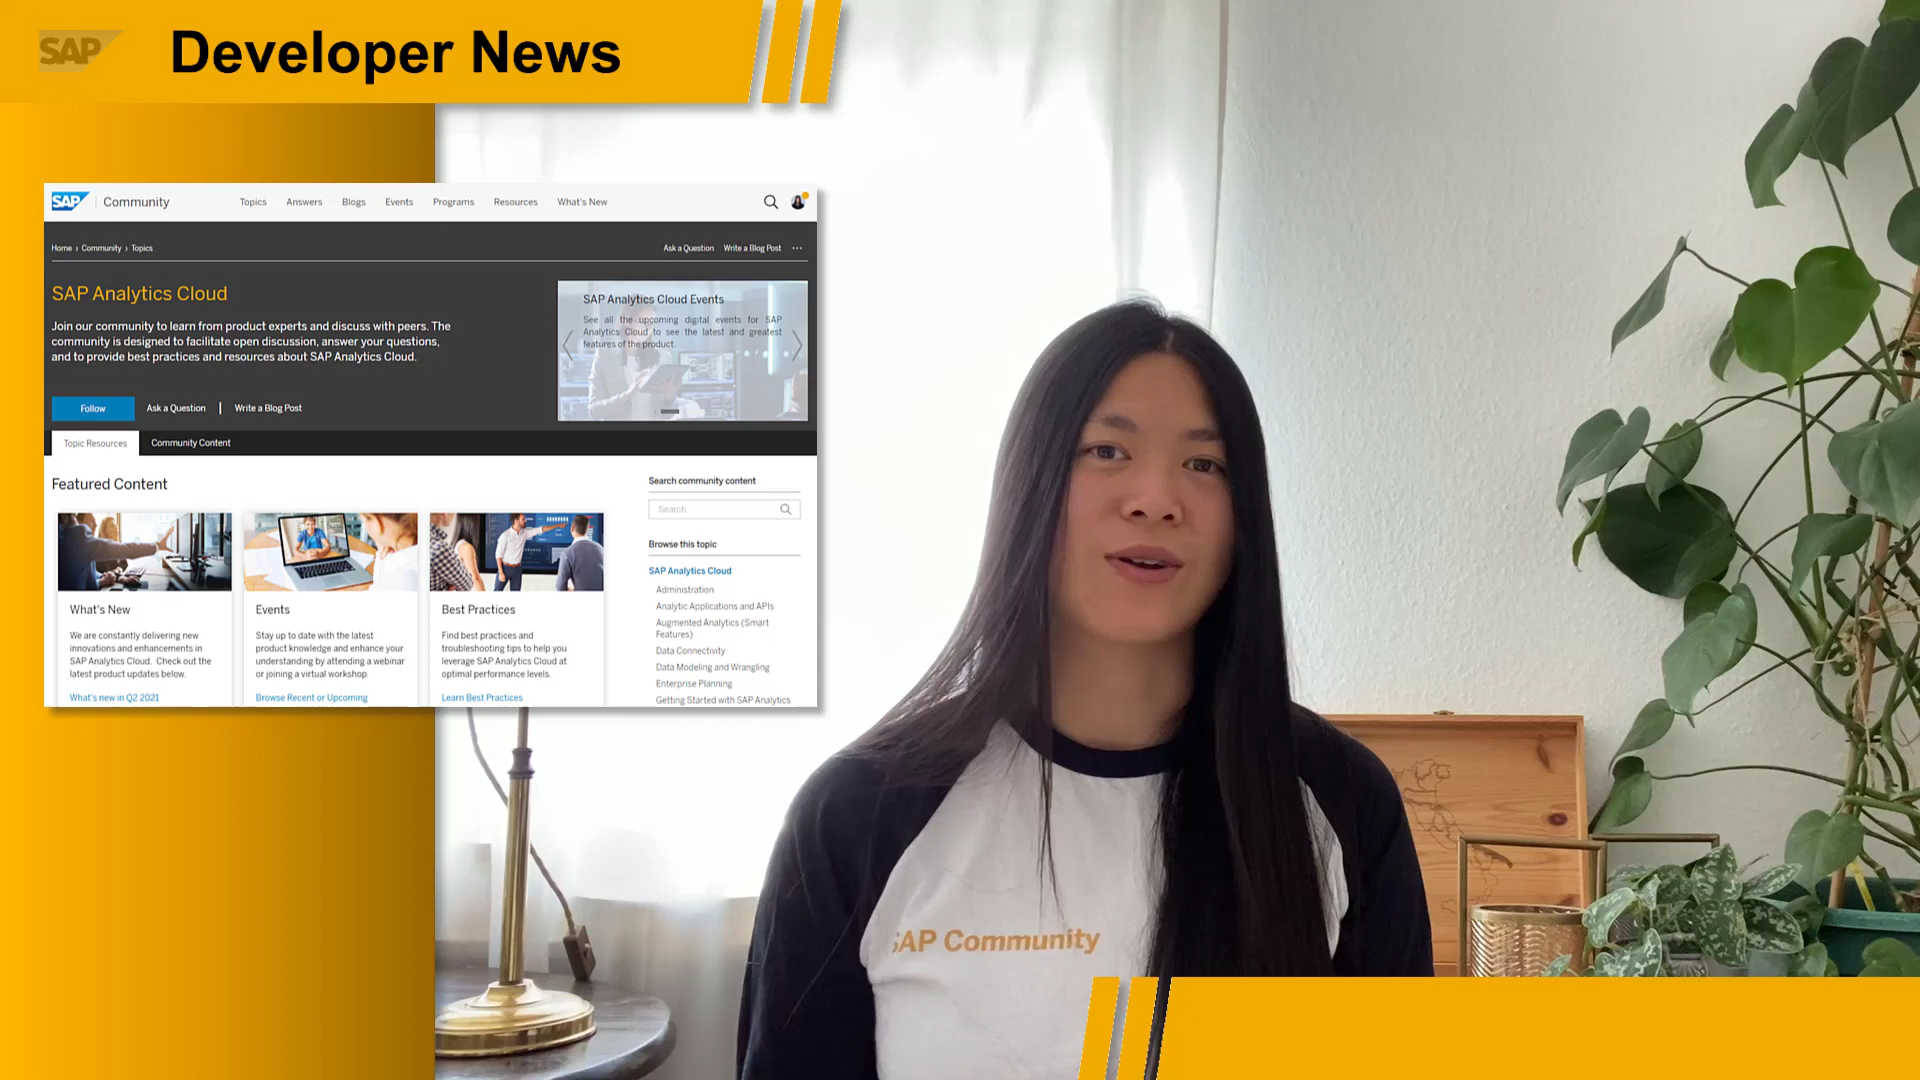 SAP
Developer News
SAP
Community
Topics
Answers
Blogs
Events
Programs
Resources
What's New
Home › Community › Topics
Ask a Question
Write a Blog Post
···
SAP Analytics Cloud
Join our community to learn from product experts and discuss with peers. The
community is designed to facilitate open discussion, answer your questions,
and to provide best practices and resources about SAP Analytics Cloud.
SAP Analytics Cloud Events
See all the upcoming digital events for SAP
Analytics Cloud to see the latest and greatest
features of the product.
Follow
Ask a Question
Write a Blog Post
Topic Resources
Community Content
Featured Content
What's New
We are constantly delivering new
innovations and enhancements in
SAP Analytics Cloud. Check out the
latest product updates below.
What's new in Q2 2021
Events
Stay up to date with the latest
product knowledge and enhance your
understanding by attending a webinar
or joining a virtual workshop.
Browse Recent or Upcoming
Best Practices
Find best practices and
troubleshooting tips to help you
leverage SAP Analytics Cloud at
optimal performance levels.
Learn Best Practices
Search community content
Search
Browse this topic
SAP Analytics Cloud
Administration
Analytic Applications and APIs
Augmented Analytics (Smart
Features)
Data Connectivity
Data Modeling and Wrangling
Enterprise Planning
Getting Started with SAP Analytics
SAP Community